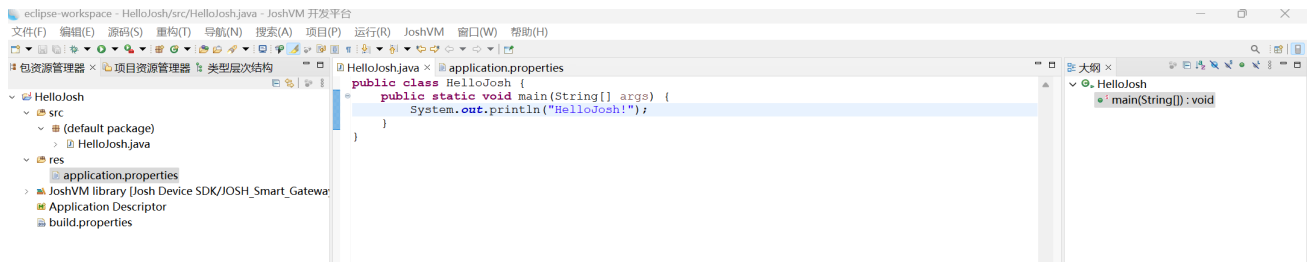 eclipse-workspace - HelloJosh/src/HelloJosh.java - JoshVM 开发平台
文件(F) 编辑(E) 源码(S) 重构(T) 导航(N) 搜索(A) 项目(P) 运行(R) JoshVM 窗口(W) 帮助(H)
包资源管理器 项目资源管理器 类型层次结构
HelloJosh
src
(default package)
HelloJosh.java
res
application.properties
JoshVM library [Josh Device SDK/JOSH_Smart_Gateway
Application Descriptor
build.properties
HelloJosh.java application.properties
public class HelloJosh {
public static void main(String[] args) {
System.out.println("HelloJosh!");
}
}
大纲
HelloJosh
main(String[]) : void